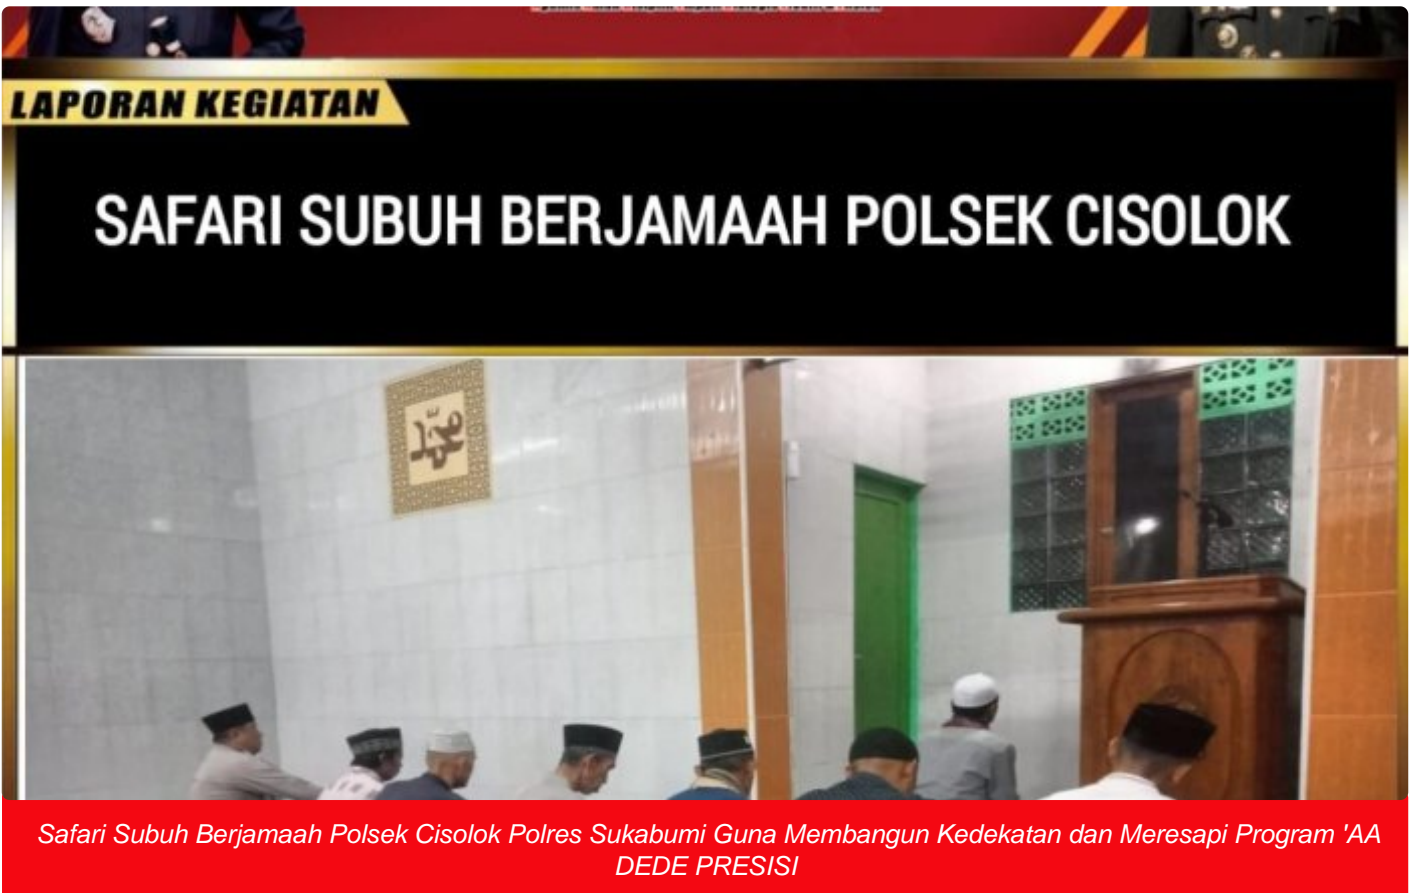 LAPORAN KEGIATAN
SAFARI SUBUH BERJAMAAH POLSEK CISOLOK
محمد
Safari Subuh Berjamaah Polsek Cisolok Polres Sukabumi Guna Membangun Kedekatan dan Meresapi Program 'AA
DEDE PRESISI